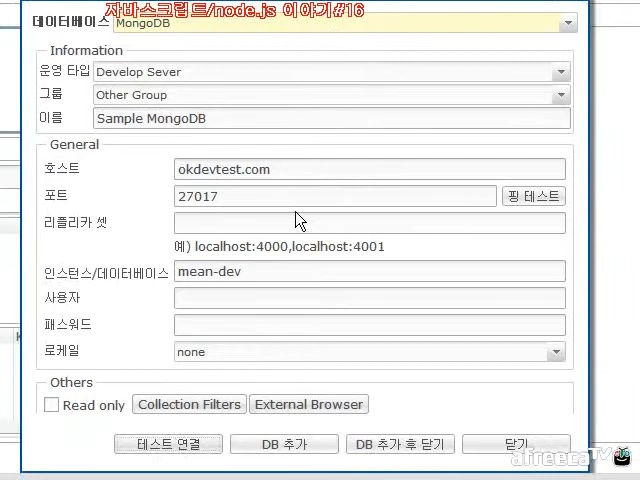 자바스크립트/node.js 이야기#16
데이터베이스 MongoDB
Information
운영 타입 Develop Sever
그룹 Other Group
이름 Sample MongoDB
General
호스트 okdevtest.com
포트 27017 핑 테스트
리플리카 셋
예) localhost:4000,localhost:4001
인스턴스/데이터베이스 mean-dev
사용자
패스워드
로케일 none
Others
Read only Collection Filters External Browser
테스트 연결 DB 추가 DB 추가 후 닫기 닫기
afreecaTV